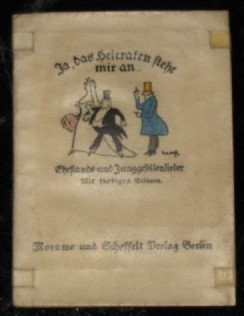 Ja, das Heiraten steht
mir an...
Ehestands- und Junggesellenlieder
Mit farbigen Bildern.
Morawe und Scheffelt Verlag Berlin